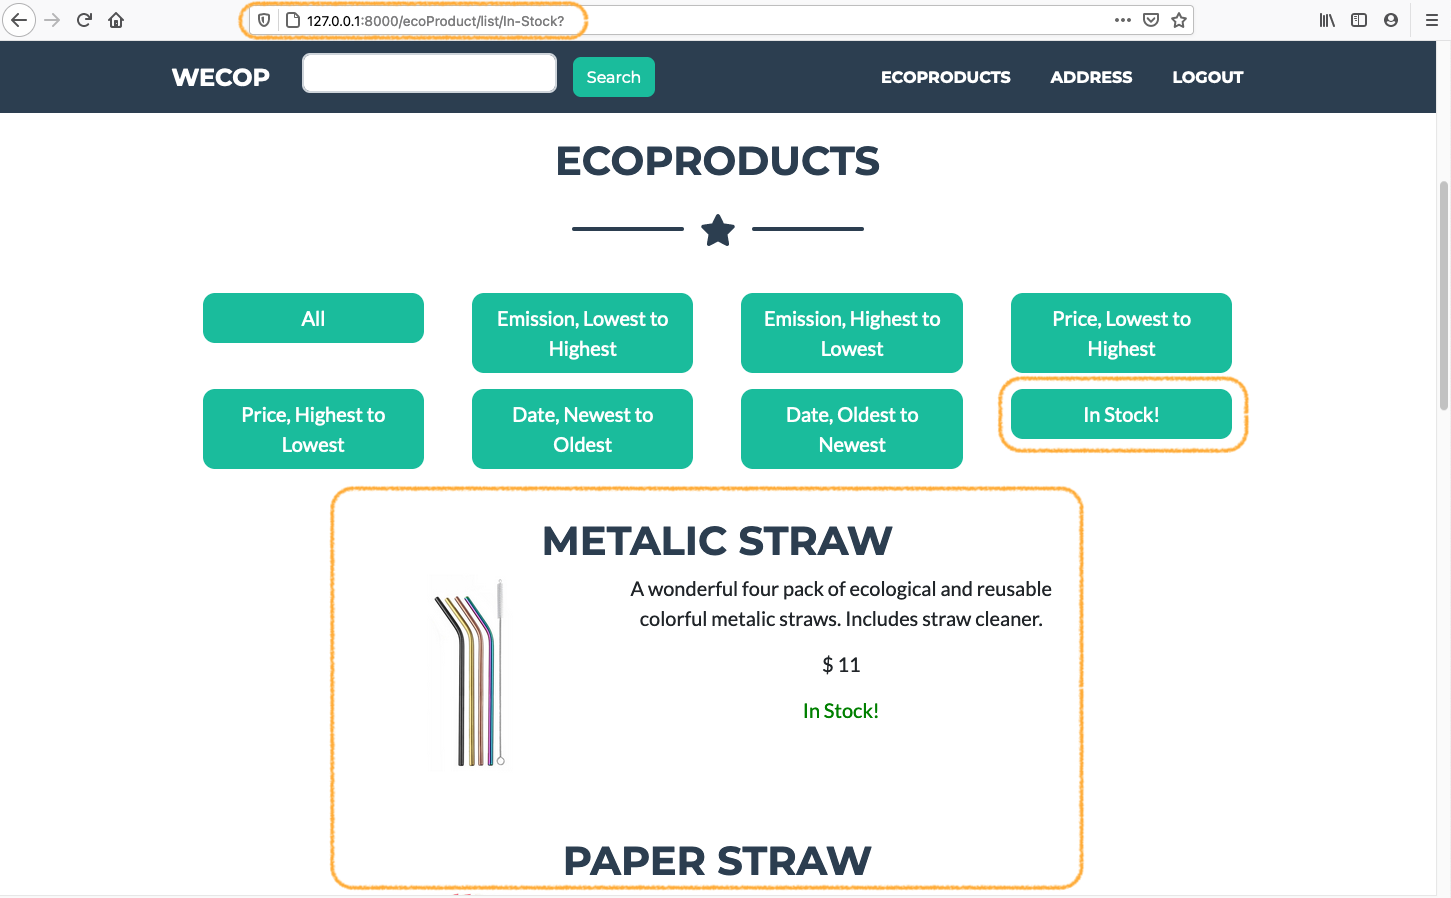 127.0.0.1:8000/ecoProduct/list/In-Stock?
WECOP
Search
ECOPRODUCTS
ADDRESS
LOGOUT
ECOPRODUCTS
All
Emission, Lowest to
Highest
Emission, Highest to
Lowest
Price, Lowest to
Highest
Price, Highest to
Lowest
Date, Newest to
Oldest
Date, Oldest to
Newest
In Stock!
METALIC STRAW
A wonderful four pack of ecological and reusable
colorful metalic straws. Includes straw cleaner.
$ 11
In Stock!
PAPER STRAW